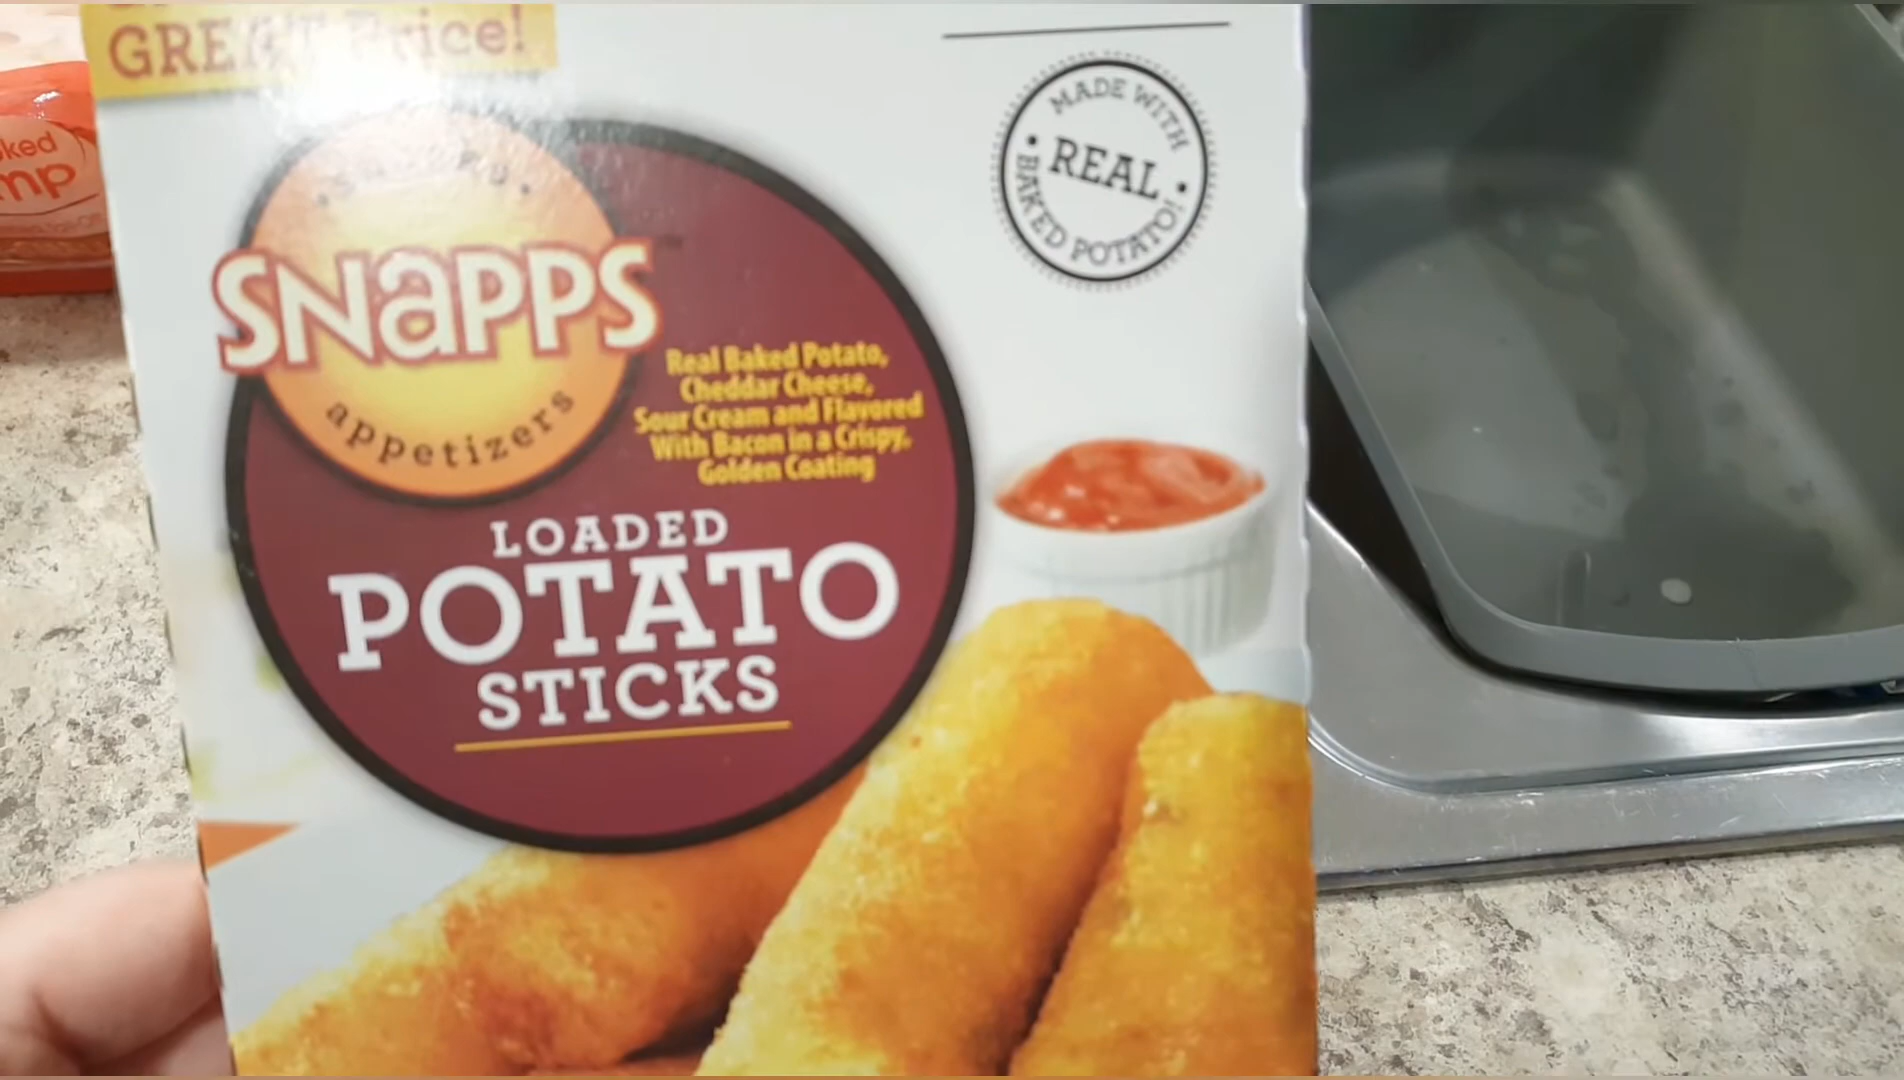 GREAT Price!
MADE WITH
REAL
BAKED POTATO!
SNAPPS
appetizers
Real Baked Potato,
Cheddar Cheese,
Sour Cream and Flavored
With Bacon in a Crispy,
Golden Coating
LOADED
POTATO
STICKS
ked
mp